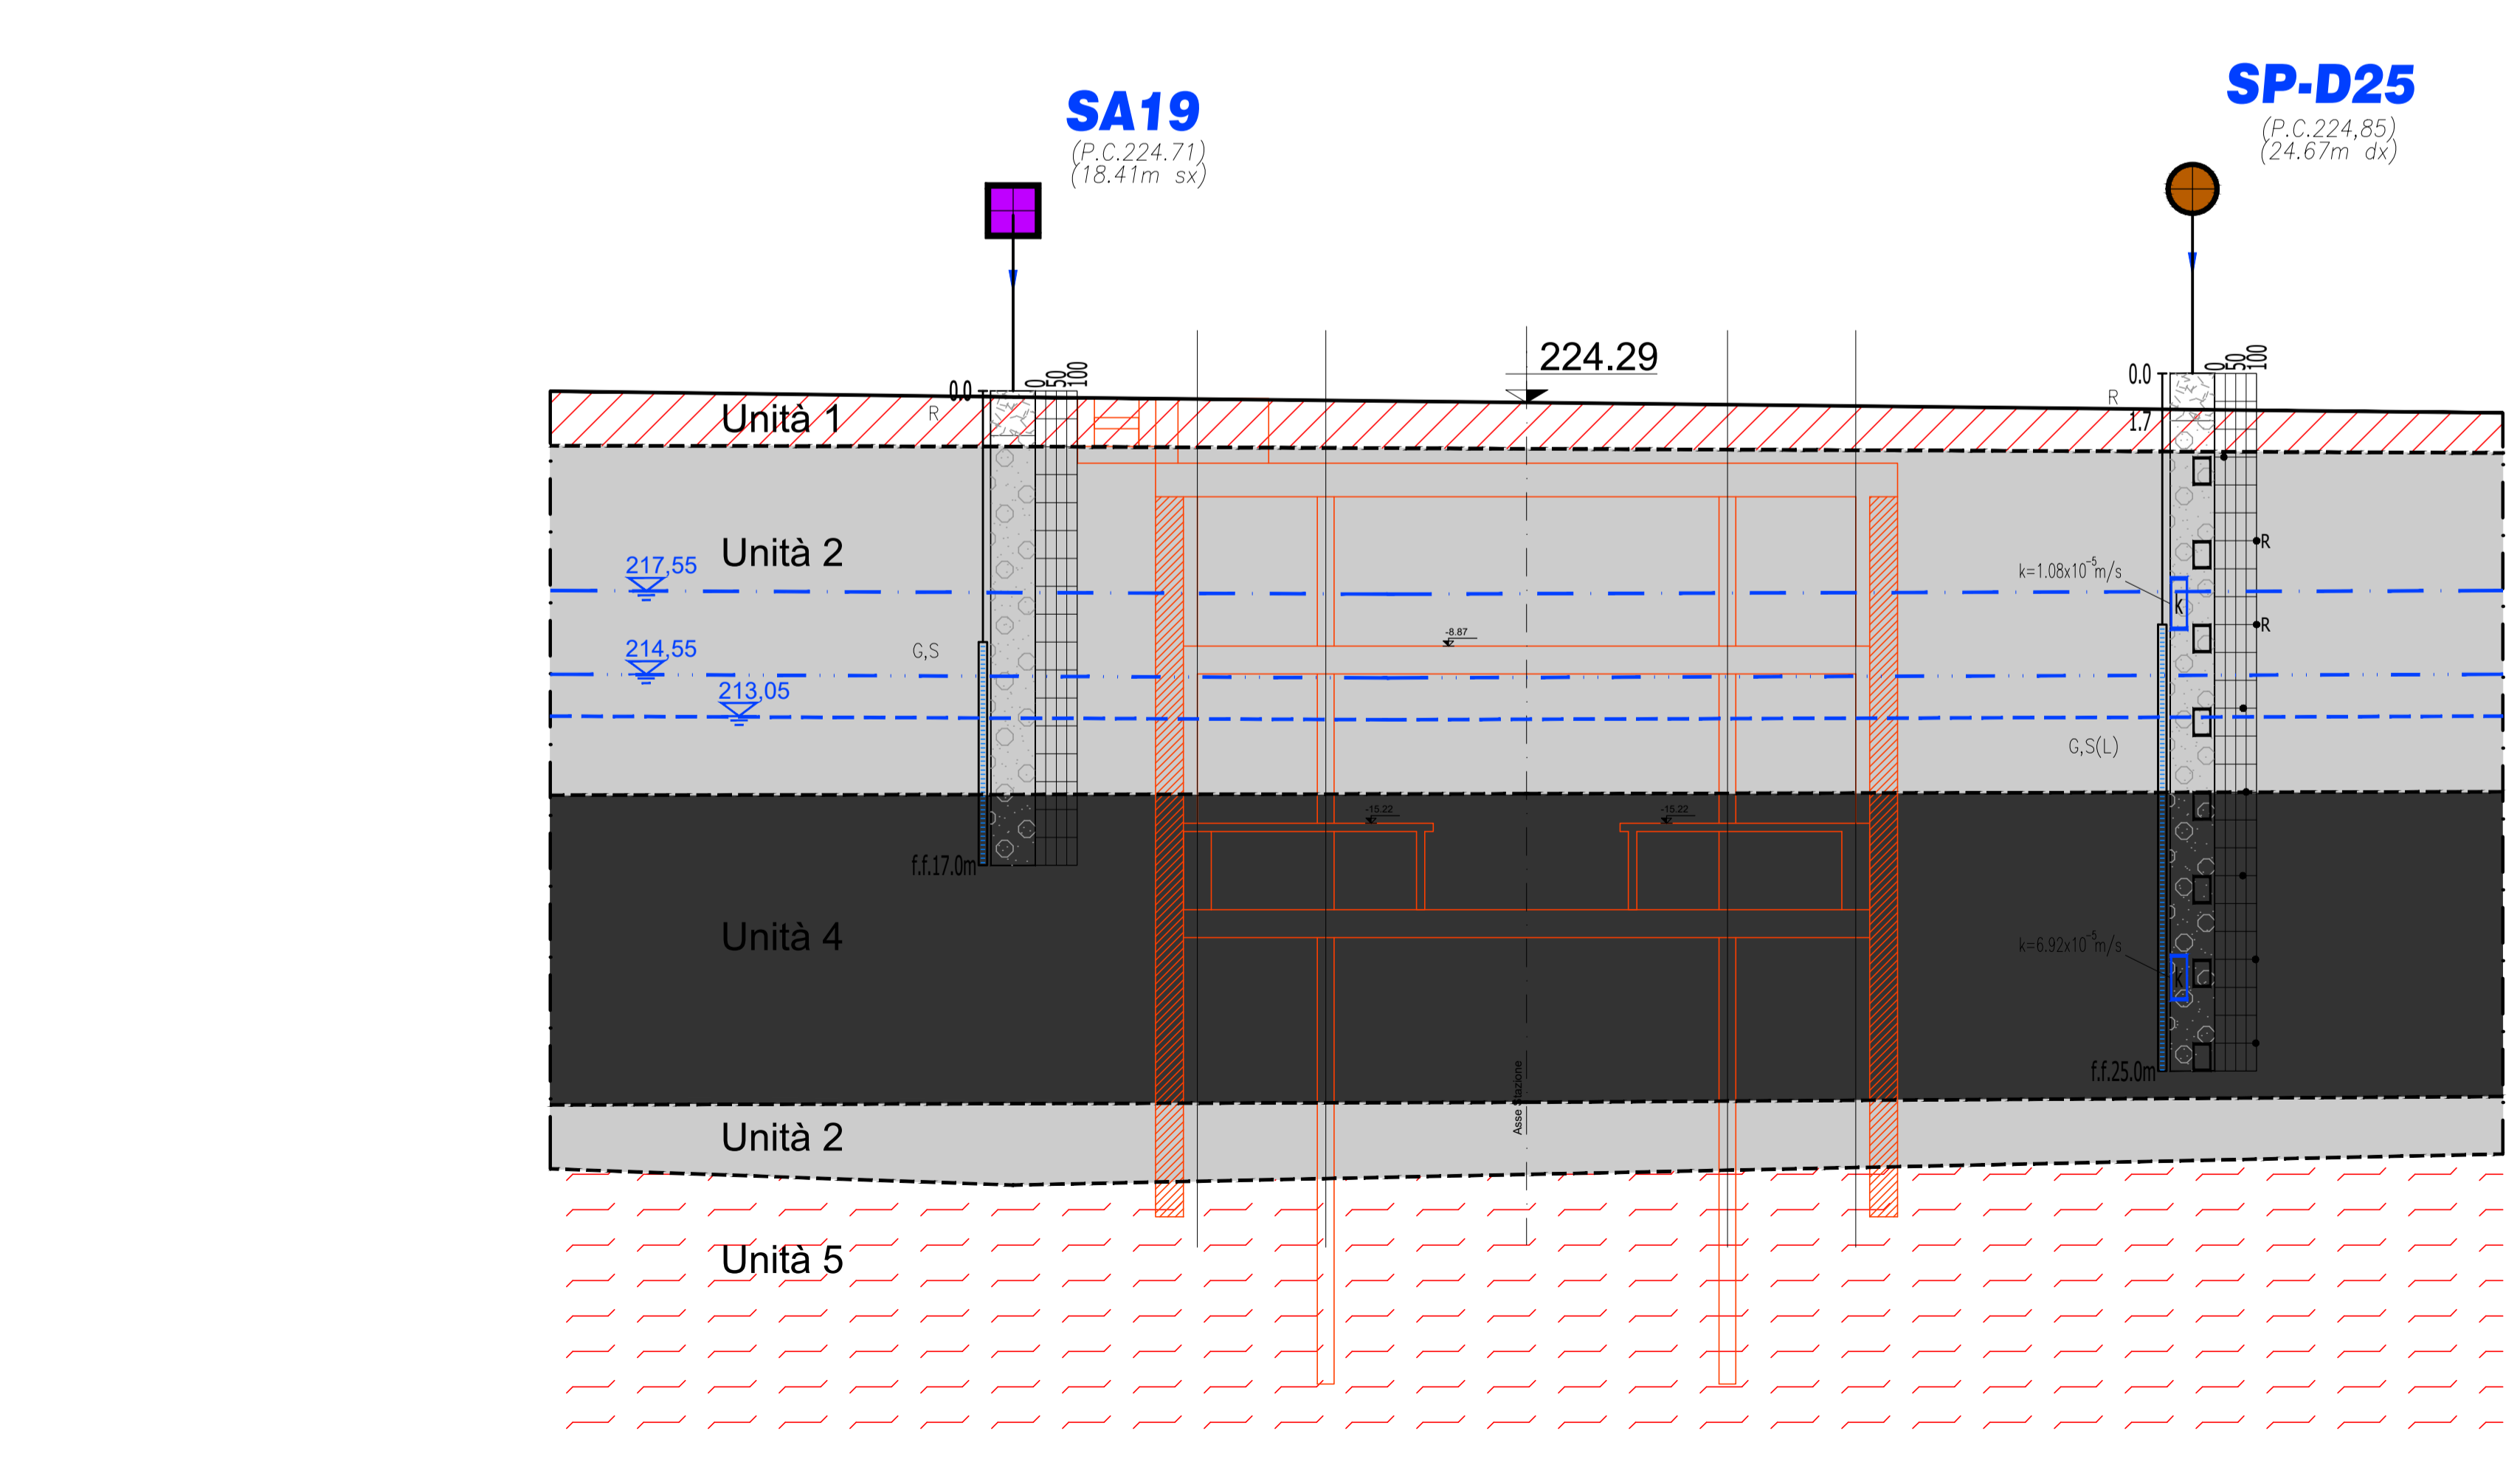 SP-D25
(P.C.224,85)
(24.67m dx)
SA19
(P.C.224.71)
(18.41m sx)
224.29
0.0
0
50
100
0.0
0
50
100
R
R
1.7
Unità 1
Unità 2
217,55
R
k=1.08x10-5m/s
k
R
-8.87
214,55
G,S
213,05
G,S(L)
-15.22
-15.22
f.f.17.0m
Unità 4
k=6.92x10-5m/s
k
f.f.25.0m
Asse Stazione
Unità 2
Unità 5